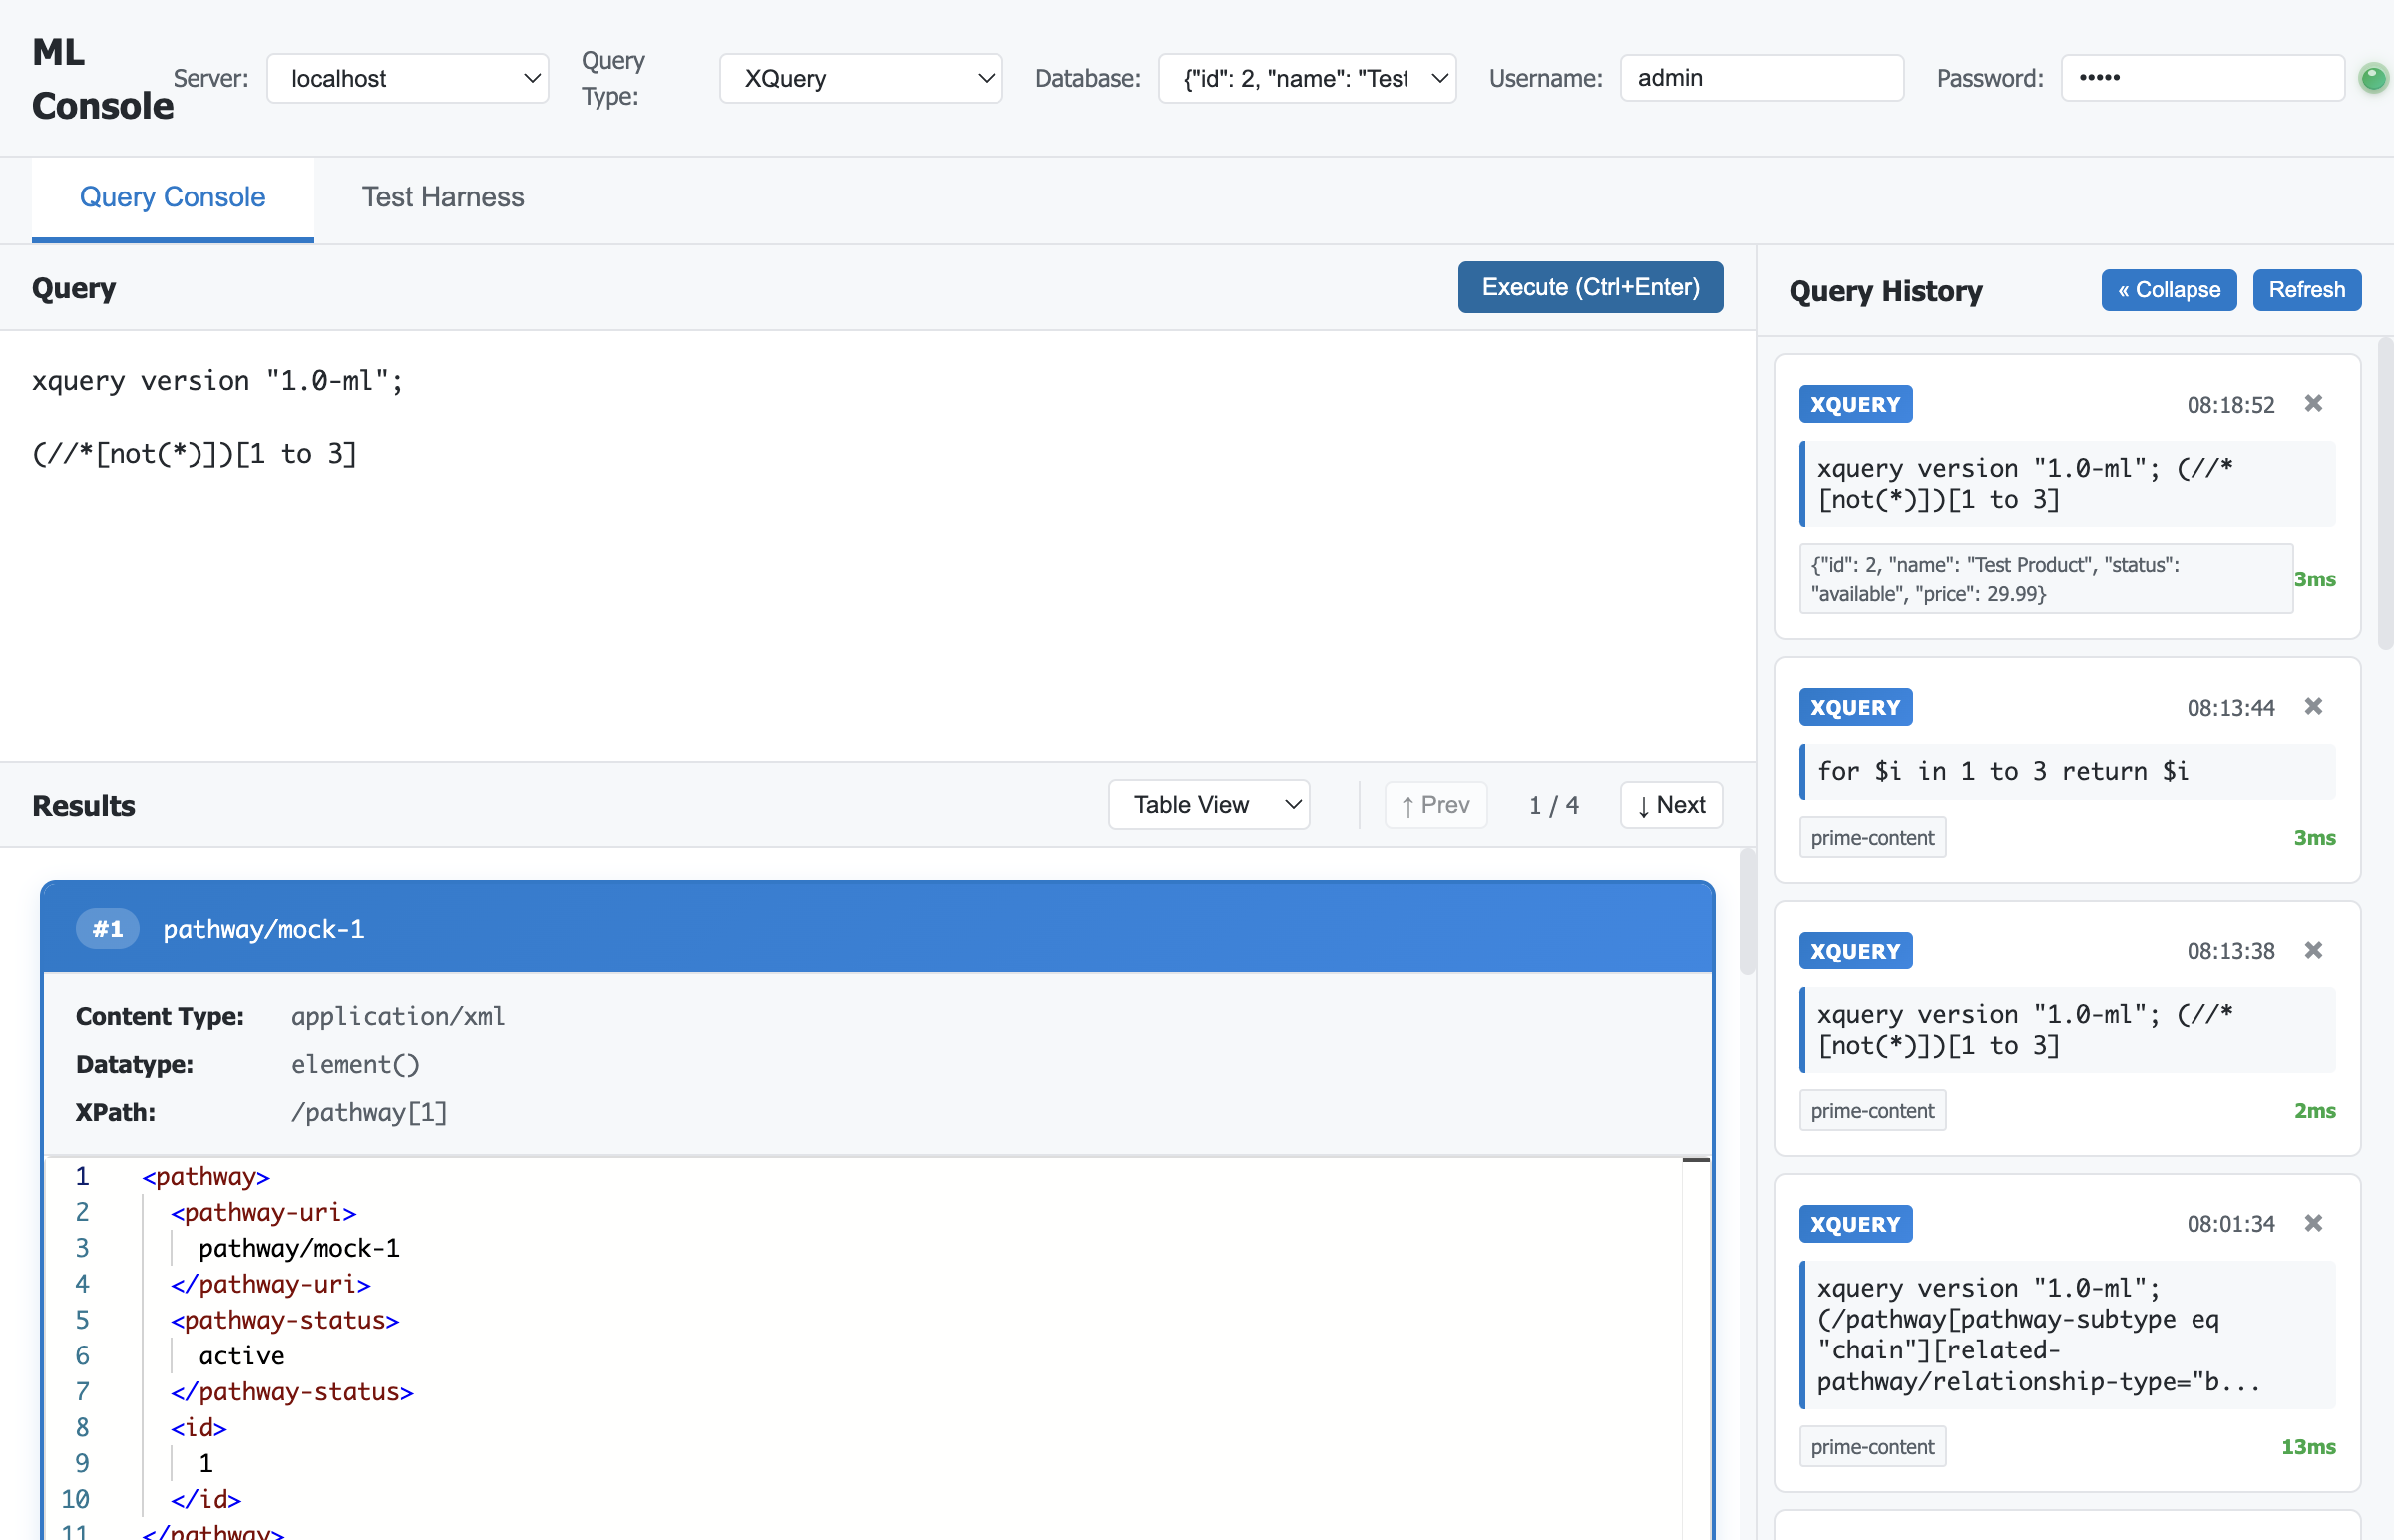 ML
Console
Server:
localhost
Query
Type:
XQuery
Database:
{"id": 2, "name": "Test
Username:
admin
Password:
•••••
Query Console
Test Harness
Query
Execute (Ctrl+Enter)
xquery version "1.0-ml";
(//*[not(*)])[1 to 3]
Results
Table View
↑ Prev
1 / 4
↓ Next
#1
pathway/mock-1
Content Type:
application/xml
Datatype:
element()
XPath:
/pathway[1]
1 <pathway>
2 <pathway-uri>
3 pathway/mock-1
4 </pathway-uri>
5 <pathway-status>
6 active
7 </pathway-status>
8 <id>
9 1
10 </id>
11 </pathway>
Query History
« Collapse
Refresh
XQUERY
08:18:52
✖
xquery version "1.0-ml"; (//*
[not(*)])[1 to 3]
{"id": 2, "name": "Test Product", "status":
"available", "price": 29.99}
3ms
XQUERY
08:13:44
✖
for $i in 1 to 3 return $i
prime-content
3ms
XQUERY
08:13:38
✖
xquery version "1.0-ml"; (//*
[not(*)])[1 to 3]
prime-content
2ms
XQUERY
08:01:34
✖
xquery version "1.0-ml";
(/pathway[pathway-subtype eq
"chain"][related-
pathway/relationship-type="b...
prime-content
13ms